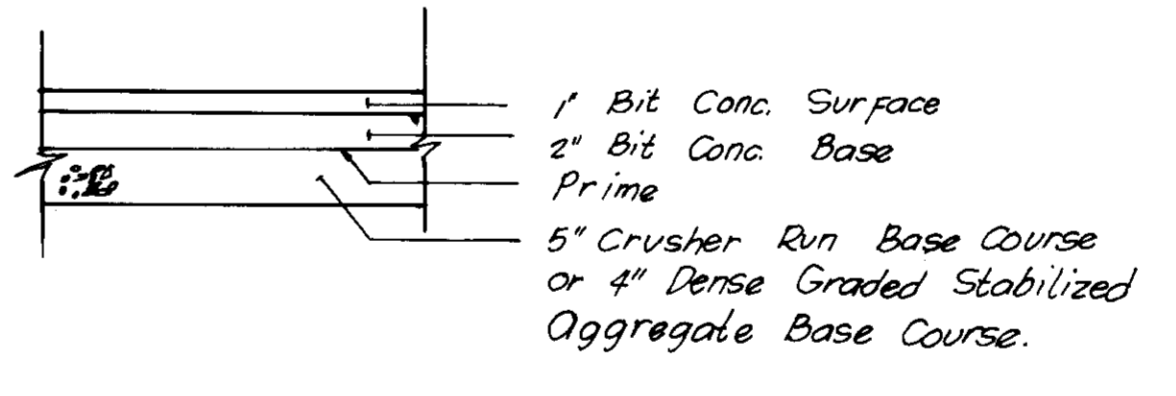 1" Bit Conc. Surface
2" Bit Conc. Base
Prime
5" Crusher Run Base Course
or 4" Dense Graded Stabilized
Aggregate Base Course.